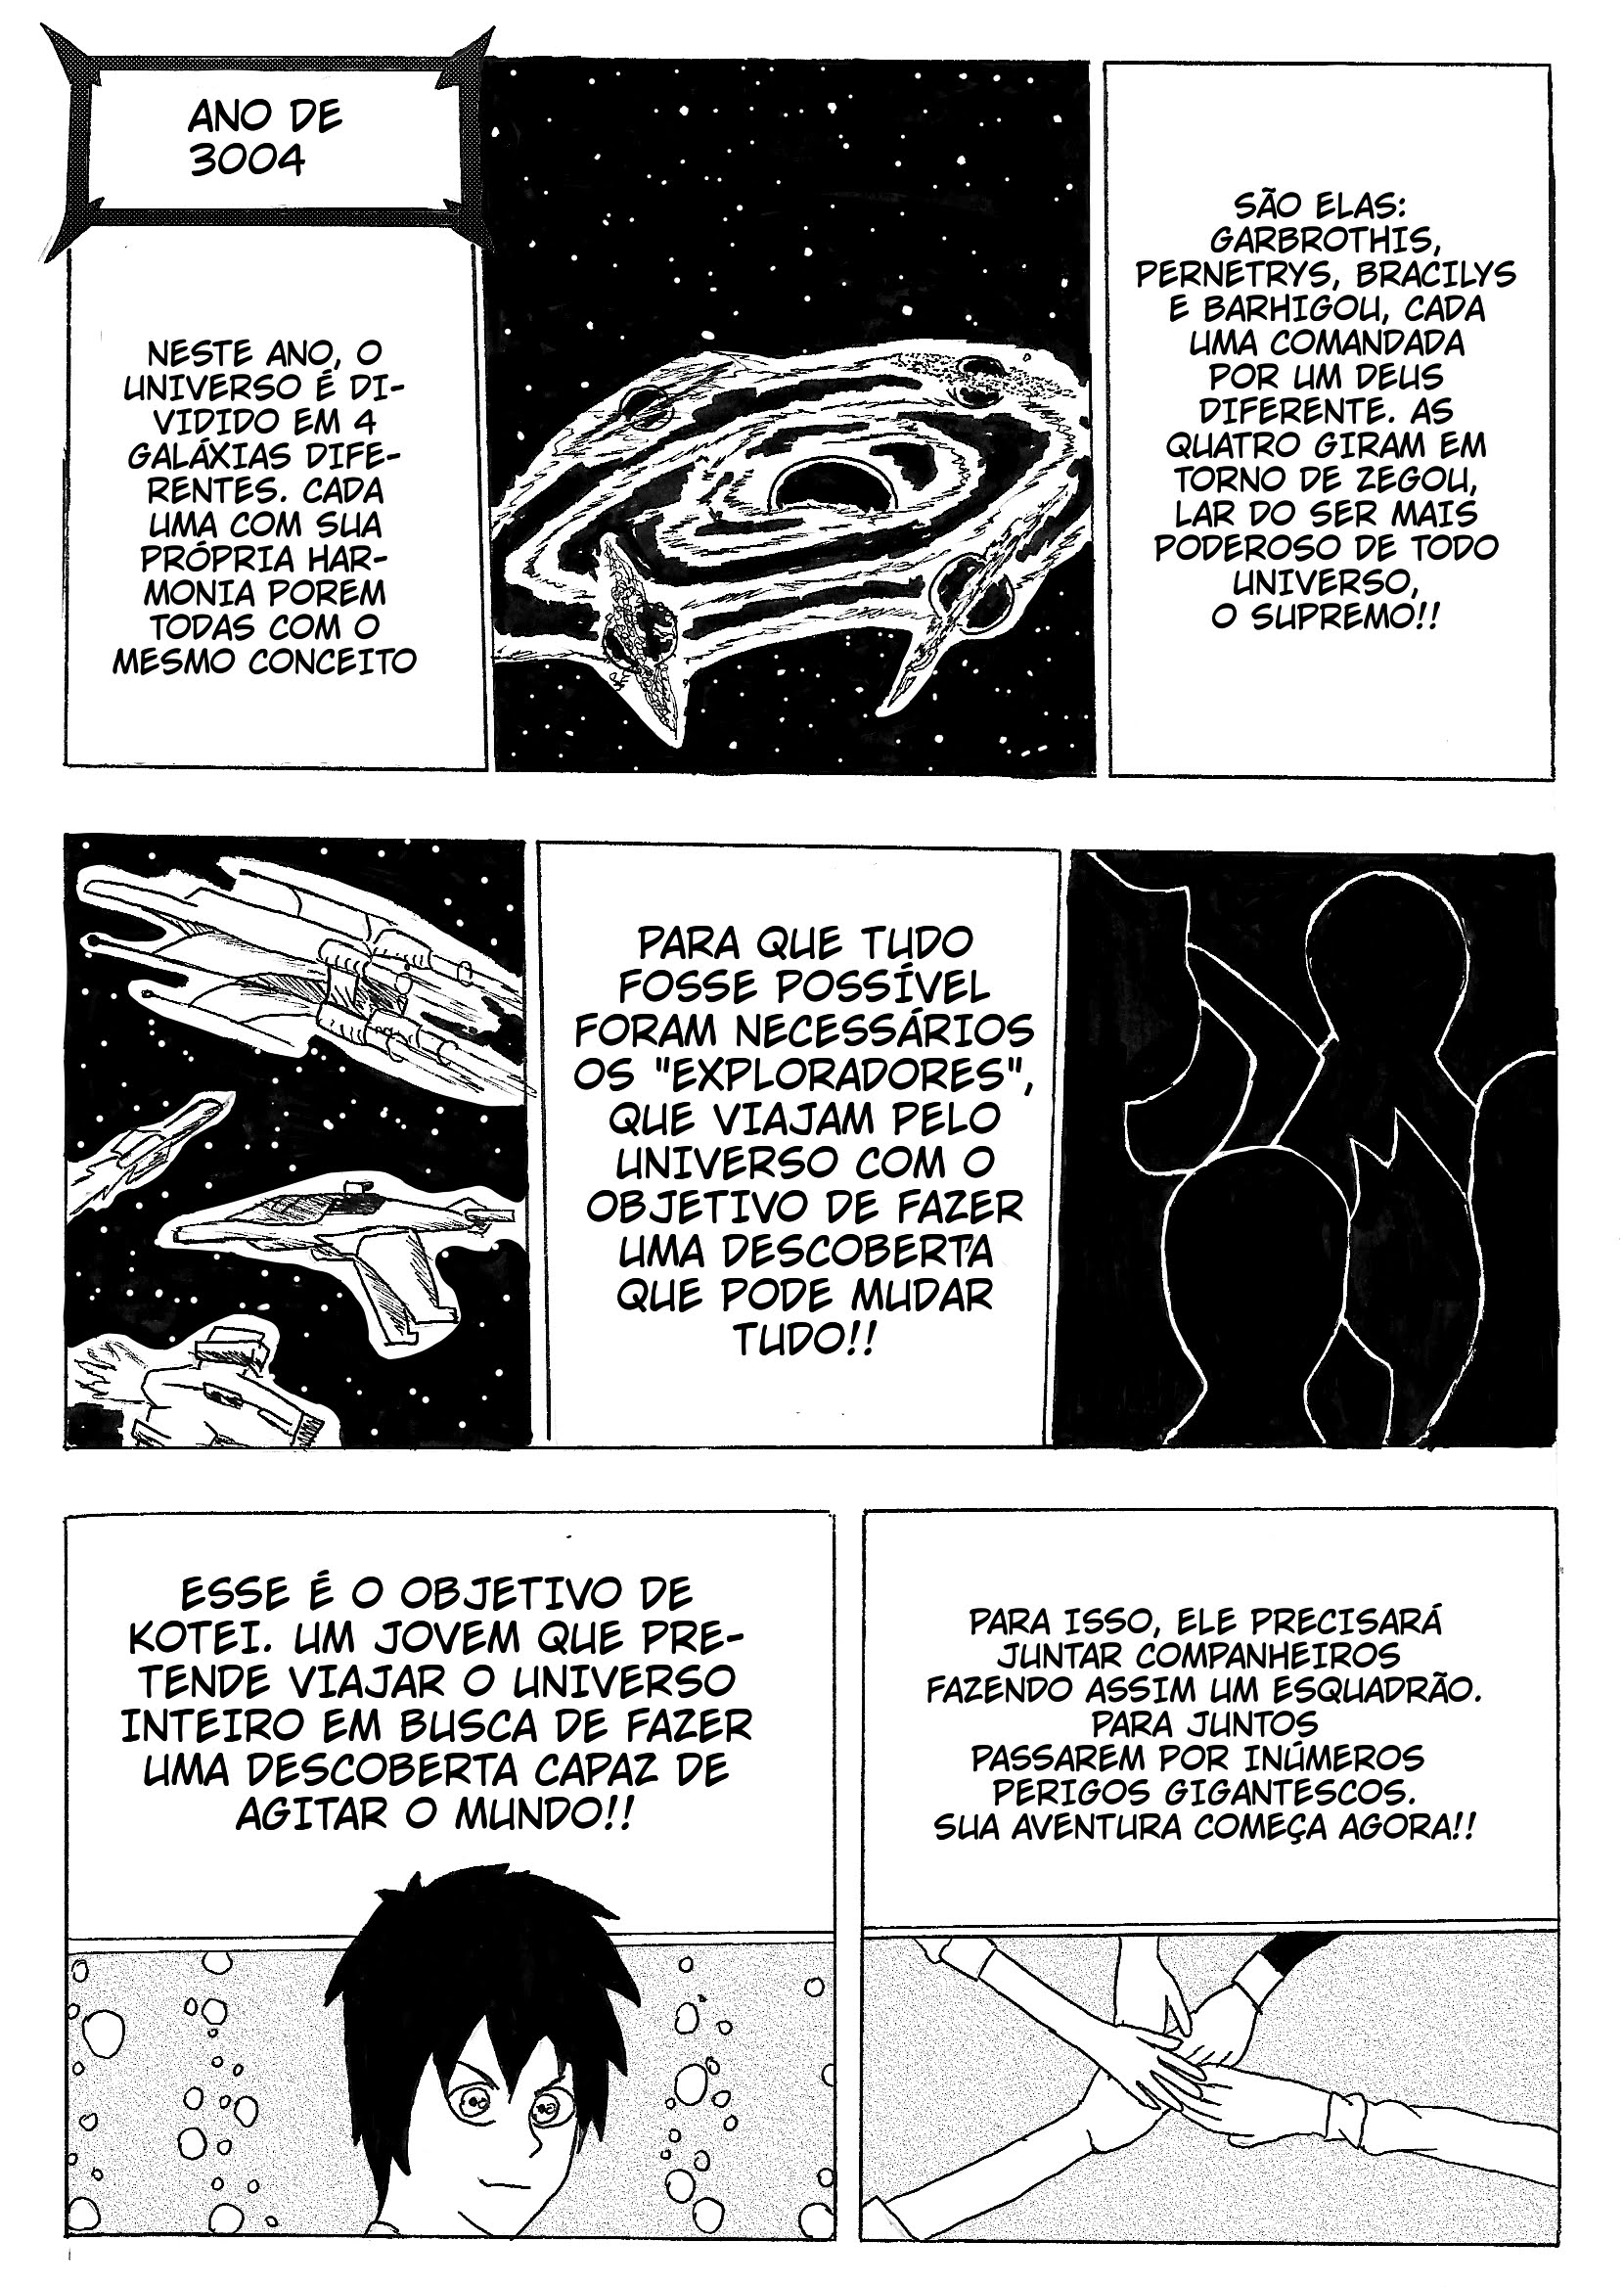 ANO DE
3004
NESTE ANO, O
UNIVERSO É DI-
VIDIDO EM 4
GALÁXIAS DIFE-
RENTES. CADA
UMA COM SUA
PRÓPRIA HAR-
MONIA POREM
TODAS COM O
MESMO CONCEITO
SÃO ELAS:
GARBROTHIS,
PERNETRYS, BRACILYS
E BARHIGOU, CADA
UMA COMANDADA
POR UM DEUS
DIFERENTE. AS
QUATRO GIRAM EM
TORNO DE ZEGOU,
LAR DO SER MAIS
PODEROSO DE TODO
UNIVERSO,
O SUPREMO!!
PARA QUE TUDO
FOSSE POSSÍVEL
FORAM NECESSÁRIOS
OS "EXPLORADORES",
QUE VIAJAM PELO
UNIVERSO COM O
OBJETIVO DE FAZER
UMA DESCOBERTA
QUE PODE MUDAR
TUDO!!
ESSE É O OBJETIVO DE
KOTEI. UM JOVEM QUE PRE-
TENDE VIAJAR O UNIVERSO
INTEIRO EM BUSCA DE FAZER
UMA DESCOBERTA CAPAZ DE
AGITAR O MUNDO!!
PARA ISSO, ELE PRECISARÁ
JUNTAR COMPANHEIROS
FAZENDO ASSIM UM ESQUADRÃO.
PARA JUNTOS
PASSAREM POR INÚMEROS
PERIGOS GIGANTESCOS.
SUA AVENTURA COMEÇA AGORA!!